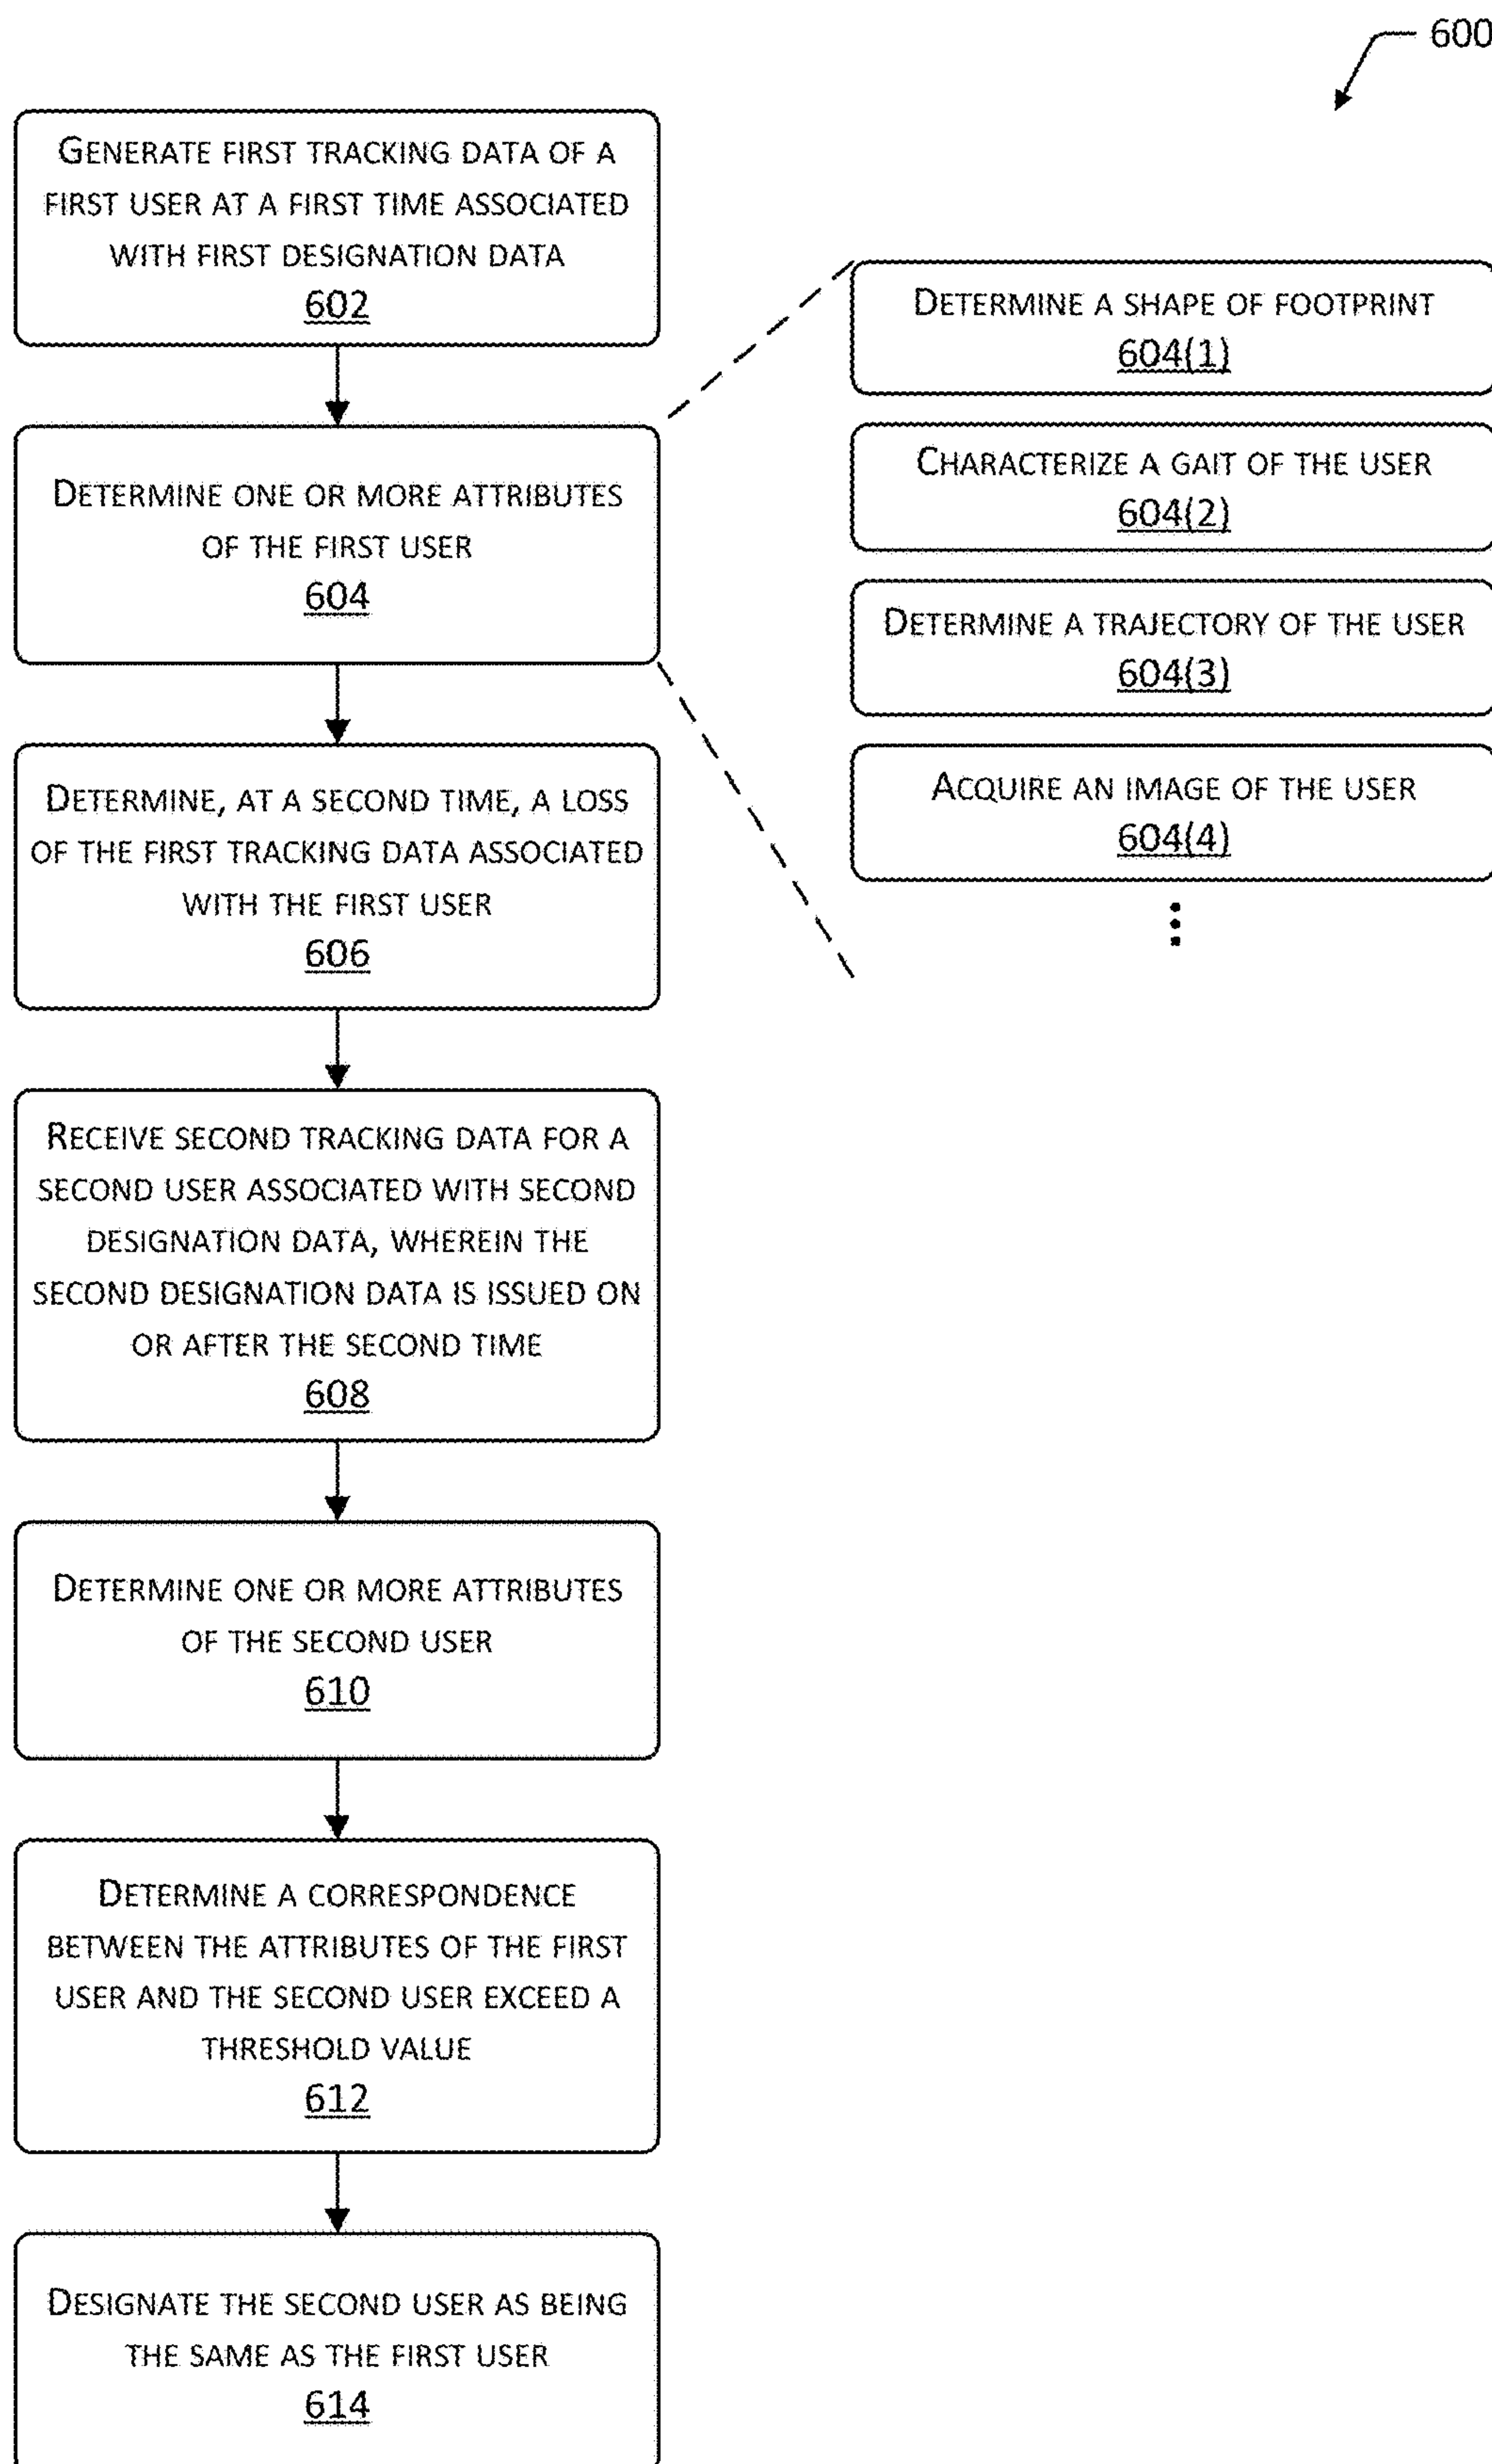 600
GENERATE FIRST TRACKING DATA OF A
FIRST USER AT A FIRST TIME ASSOCIATED
WITH FIRST DESIGNATION DATA
602
DETERMINE ONE OR MORE ATTRIBUTES
OF THE FIRST USER
604
DETERMINE A SHAPE OF FOOTPRINT
604(1)
CHARACTERIZE A GAIT OF THE USER
604(2)
DETERMINE A TRAJECTORY OF THE USER
604(3)
ACQUIRE AN IMAGE OF THE USER
604(4)
DETERMINE, AT A SECOND TIME, A LOSS
OF THE FIRST TRACKING DATA ASSOCIATED
WITH THE FIRST USER
606
RECEIVE SECOND TRACKING DATA FOR A
SECOND USER ASSOCIATED WITH SECOND
DESIGNATION DATA, WHEREIN THE
SECOND DESIGNATION DATA IS ISSUED ON
OR AFTER THE SECOND TIME
608
DETERMINE ONE OR MORE ATTRIBUTES
OF THE SECOND USER
610
DETERMINE A CORRESPONDENCE
BETWEEN THE ATTRIBUTES OF THE FIRST
USER AND THE SECOND USER EXCEED A
THRESHOLD VALUE
612
DESIGNATE THE SECOND USER AS BEING
THE SAME AS THE FIRST USER
614